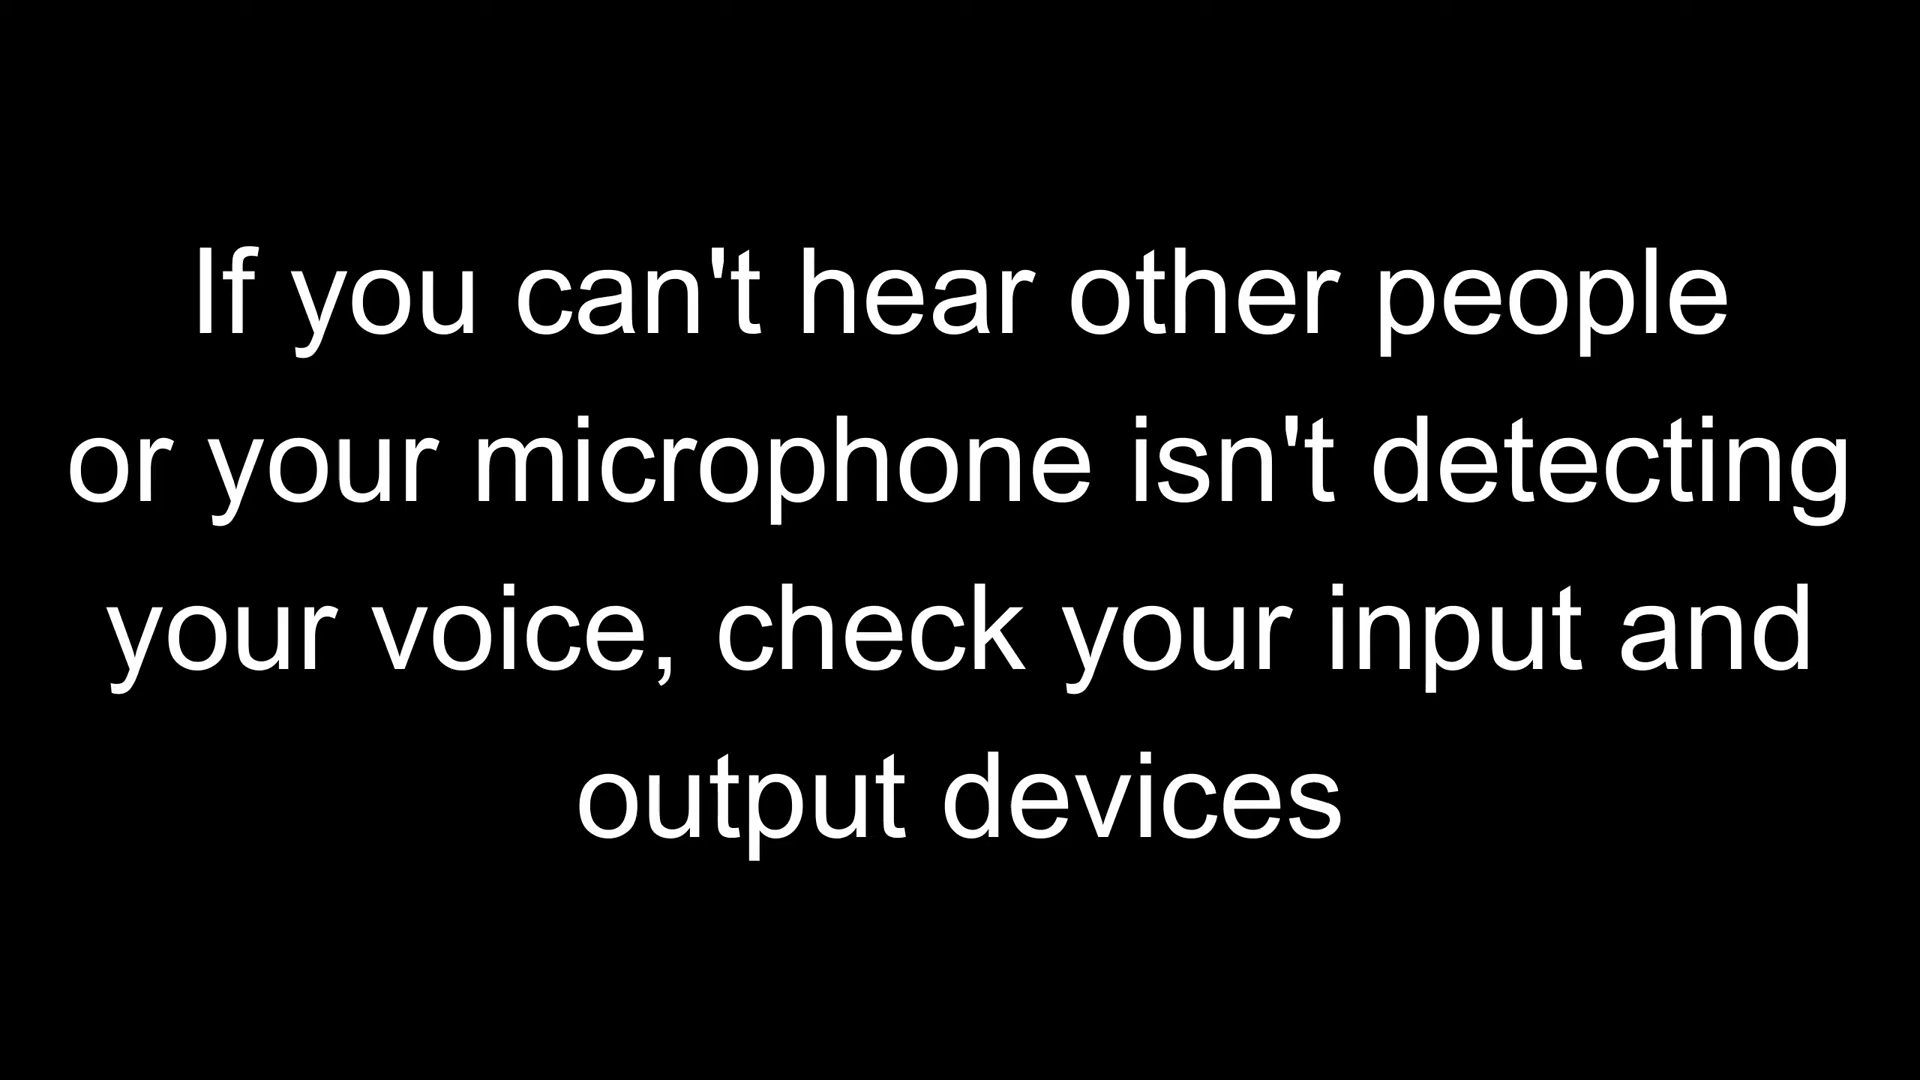 If you can't hear other people
or your microphone isn't detecting
your voice, check your input and
output devices